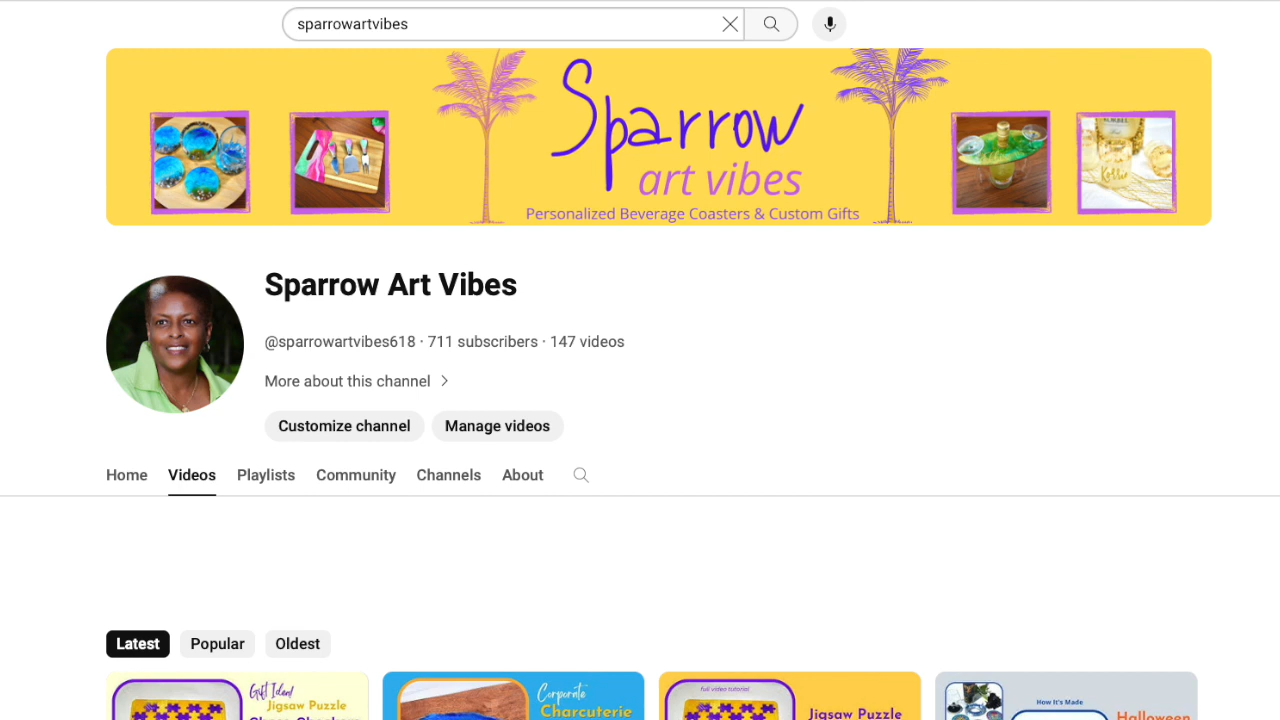 sparrowartvibes
Sparrow
art vibes
Personalized Beverage Coasters & Custom Gifts
Sparrow Art Vibes
@sparrowartvibes618 · 711 subscribers · 147 videos
More about this channel
Customize channel
Manage videos
Home Videos Playlists Community Channels About
Latest Popular Oldest
Gift Idea!
Jigsaw Puzzle
Corporate
Charcuterie
full video tutorial
Jigsaw Puzzle
How It's Made
Halloween